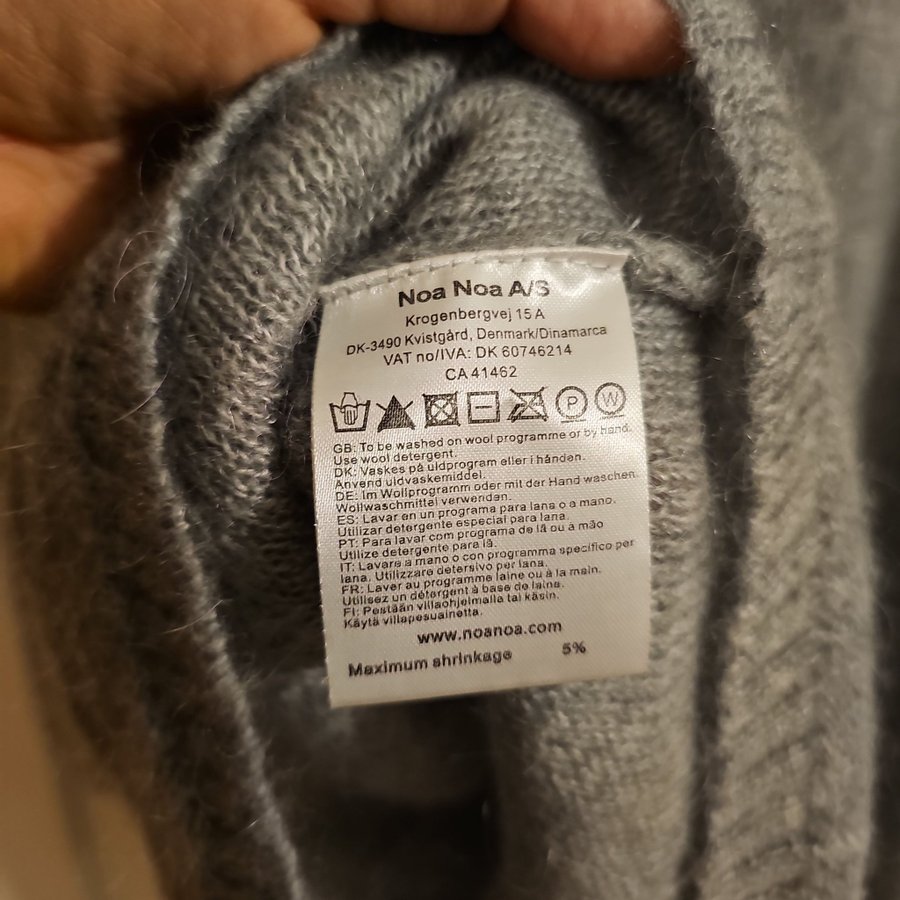 Noa Noa A/S
Krogenbergvej 15 A
DK-3490 Kvistgård, Denmark/Dinamarca
VAT no/IVA: DK 60746214
CA 41462
P W
GB: To be washed on wool programme or by hand.
Use wool detergent.
DK: Vaskes på uldprogram eller i hånden.
Anvend uldvaskemiddel.
DE: Im Wollprogramm oder mit der Hand waschen.
Wollwaschmittel verwenden.
ES: Lavar en un programa para lana o a mano.
Utilizar detergente especial para lana.
PT: Para lavar com programa de lã ou à mão
Utilize detergente para lã.
IT: Lavare a mano o con programma specifico per
lana. Utilizzare detersivo per lana.
FR: Laver au programme laine ou à la main.
Utilisez un détergent à base de laine.
FI: Pestään villaohjelmalla tai käsin.
Käytä villapesuainetta.
www.noanoa.com
Maximum shrinkage 5%